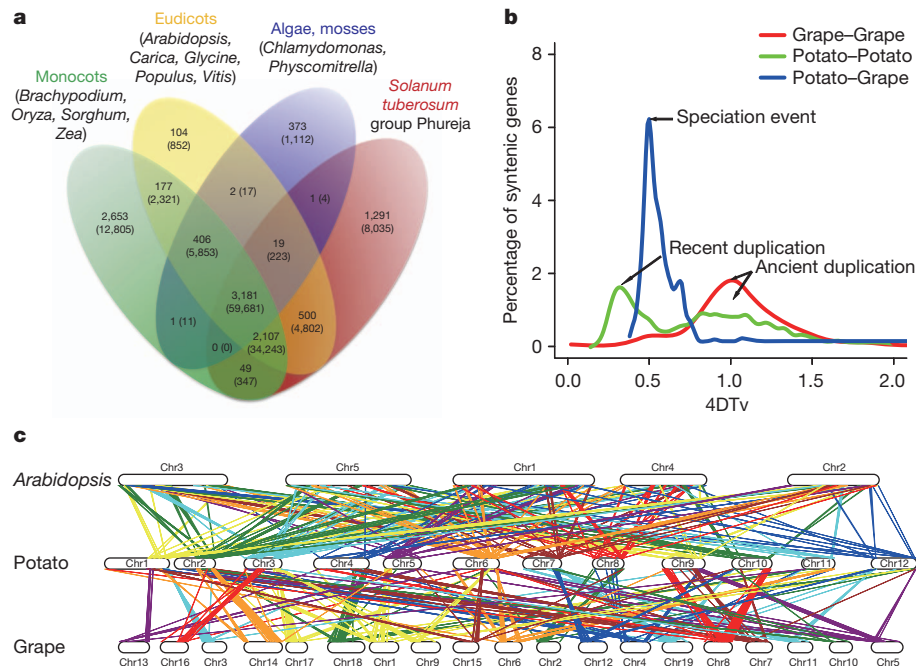 a
Eudicots
(Arabidopsis,
Carica, Glycine,
Populus, Vitis)
Algae, mosses
(Chlamydomonas,
Physcomitrella)
Monocots
(Brachypodium,
Oryza, Sorghum,
Zea)
Solanum
tuberosum
group Phureja
104
(852)
373
(1,112)
177
(2,321)
2 (17)
1 (4)
2,653
(12,805)
1,291
(8,035)
406
(5,853)
19
(223)
3,181
(59,681)
1 (11)
500
(4,802)
0 (0)
2,107
(34,243)
49
(347)
b
Percentage of syntenic genes
8
6
4
2
0
0.0 0.5 1.0 1.5 2.0
4DTv
Grape–Grape
Potato–Potato
Potato–Grape
Speciation event
Recent duplication
Ancient duplication
c
Arabidopsis
Chr3 Chr5 Chr1 Chr4 Chr2
Potato
Chr1 Chr2 Chr3 Chr4 Chr5 Chr6 Chr7 Chr8 Chr9 Chr10 Chr11 Chr12
Grape
Chr13 Chr16 Chr3 Chr14 Chr17 Chr18 Chr1 Chr9 Chr15 Chr6 Chr2 Chr12 Chr4 Chr19 Chr8 Chr7 Chr11 Chr5